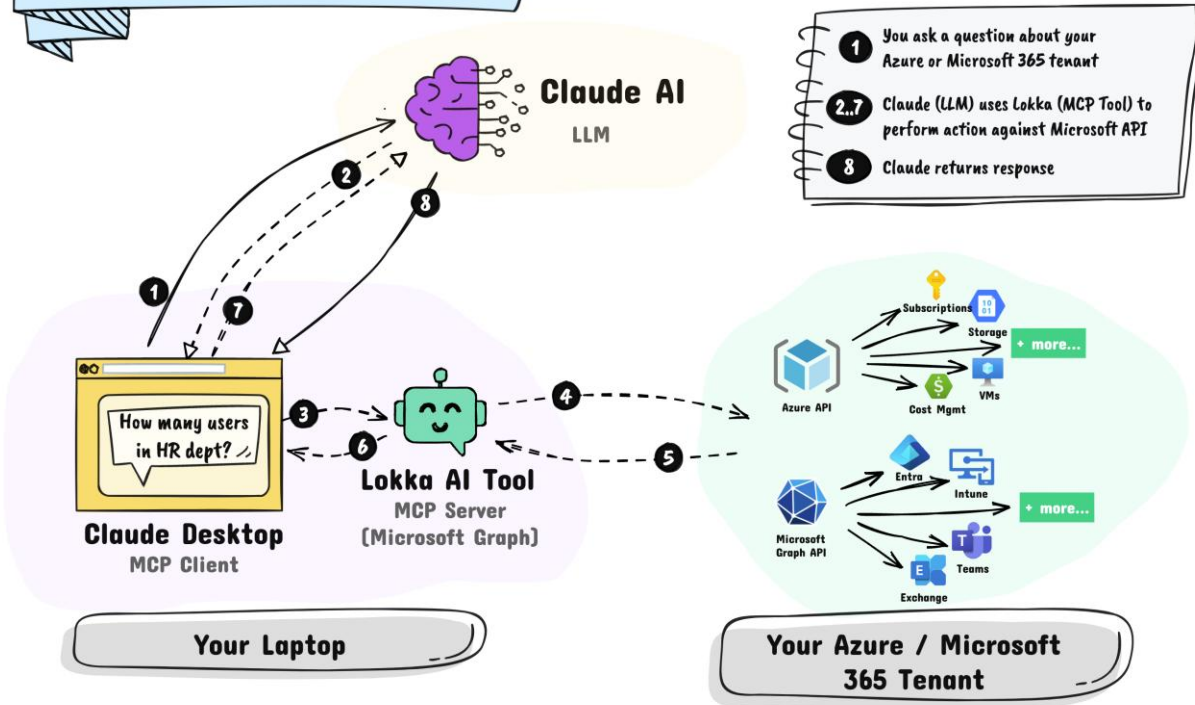 Claude AI
LLM
1
You ask a question about your
Azure or Microsoft 365 tenant
2..7
Claude (LLM) uses Lokka (MCP Tool) to
perform action against Microsoft API
8
Claude returns response
2
8
1
7
How many users
in HR dept?
3
6
4
5
Claude Desktop
MCP Client
Lokka AI Tool
MCP Server
(Microsoft Graph)
Your Laptop
Azure API
Subscriptions
10
01
Storage
+ more...
$
Cost Mgmt
VMs
Microsoft
Graph API
Entra
Intune
+ more...
T
Teams
E
Exchange
Your Azure / Microsoft
365 Tenant